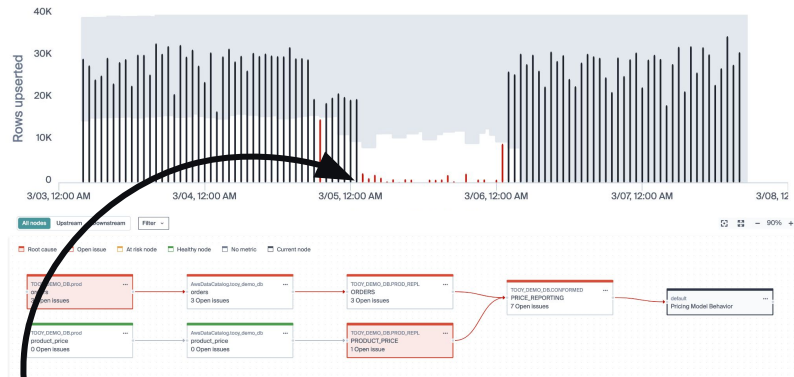 40K
30K
20K
10K
0
Rows upserted
3/03, 12:00 AM
3/04, 12:00 AM
3/05, 12:00 AM
3/06, 12:00 AM
3/07, 12:00 AM
3/08, 12
All nodes Upstream Downstream Filter
90%
Root cause Open issue At risk node Healthy node No metric Current node
TOOY_DEMO_DB.prod
orders
3 Open issues
AwsDataCatalog.tooy_demo_db
orders
3 Open issues
TOOY_DEMO_DB.PROD_REPL
ORDERS
3 Open issues
TOOY_DEMO_DB.CONFORMED
PRICE_REPORTING
7 Open issues
default
Pricing Model Behavior
TOOY_DEMO_DB.prod
product_price
0 Open issues
AwsDataCatalog.tooy_demo_db
product_price
0 Open issues
TOOY_DEMO_DB.PROD_REPL
PRODUCT_PRICE
1 Open issue